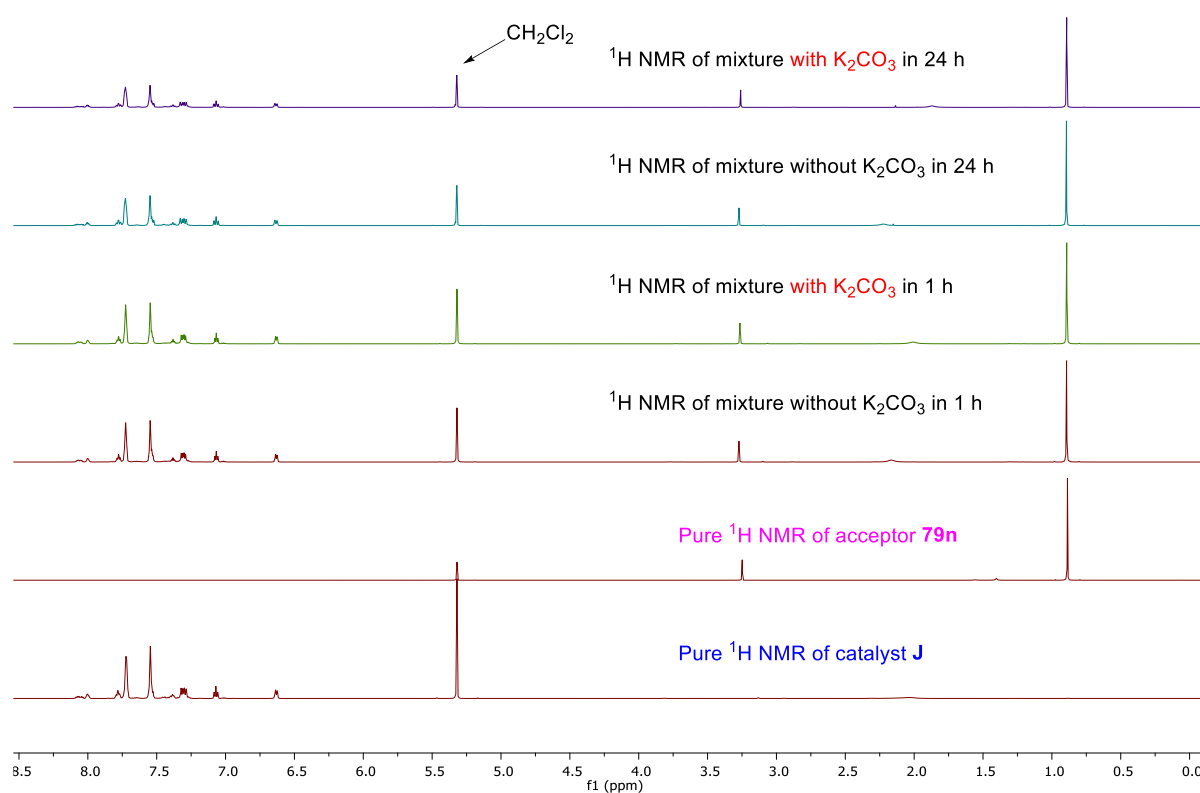 CH₂Cl₂
¹H NMR of mixture with K₂CO₃ in 24 h
¹H NMR of mixture without K₂CO₃ in 24 h
¹H NMR of mixture with K₂CO₃ in 1 h
¹H NMR of mixture without K₂CO₃ in 1 h
Pure ¹H NMR of acceptor 79n
Pure ¹H NMR of catalyst J
8.5 8.0 7.5 7.0 6.5 6.0 5.5 5.0 4.5 4.0 3.5 3.0 2.5 2.0 1.5 1.0 0.5 0.0
f1 (ppm)